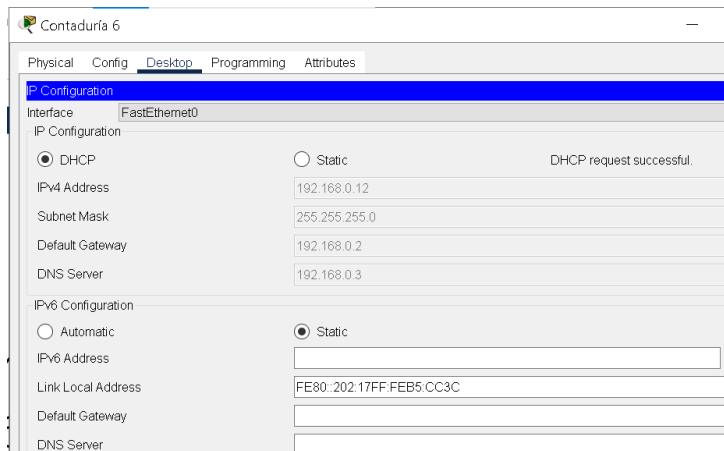 Contaduría 6
Physical Config Desktop Programming Attributes
IP Configuration
Interface FastEthernet0
IP Configuration
DHCP Static DHCP request successful.
IPv4 Address 192.168.0.12
Subnet Mask 255.255.255.0
Default Gateway 192.168.0.2
DNS Server 192.168.0.3
IPv6 Configuration
Automatic Static
IPv6 Address
Link Local Address FE80::202:17FF:FEB5:CC3C
Default Gateway
DNS Server